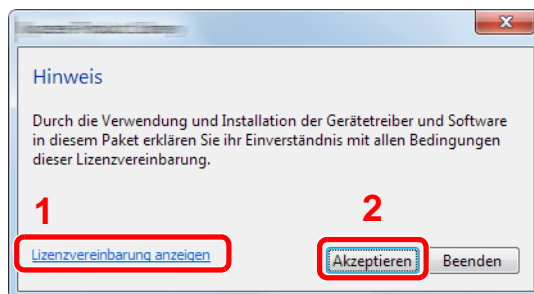 Hinweis
Durch die Verwendung und Installation der Gerätetreiber und Software
in diesem Paket erklären Sie ihr Einverständnis mit allen Bedingungen
dieser Lizenzvereinbarung.
1
2
Lizenzvereinbarung anzeigen
Akzeptieren
Beenden